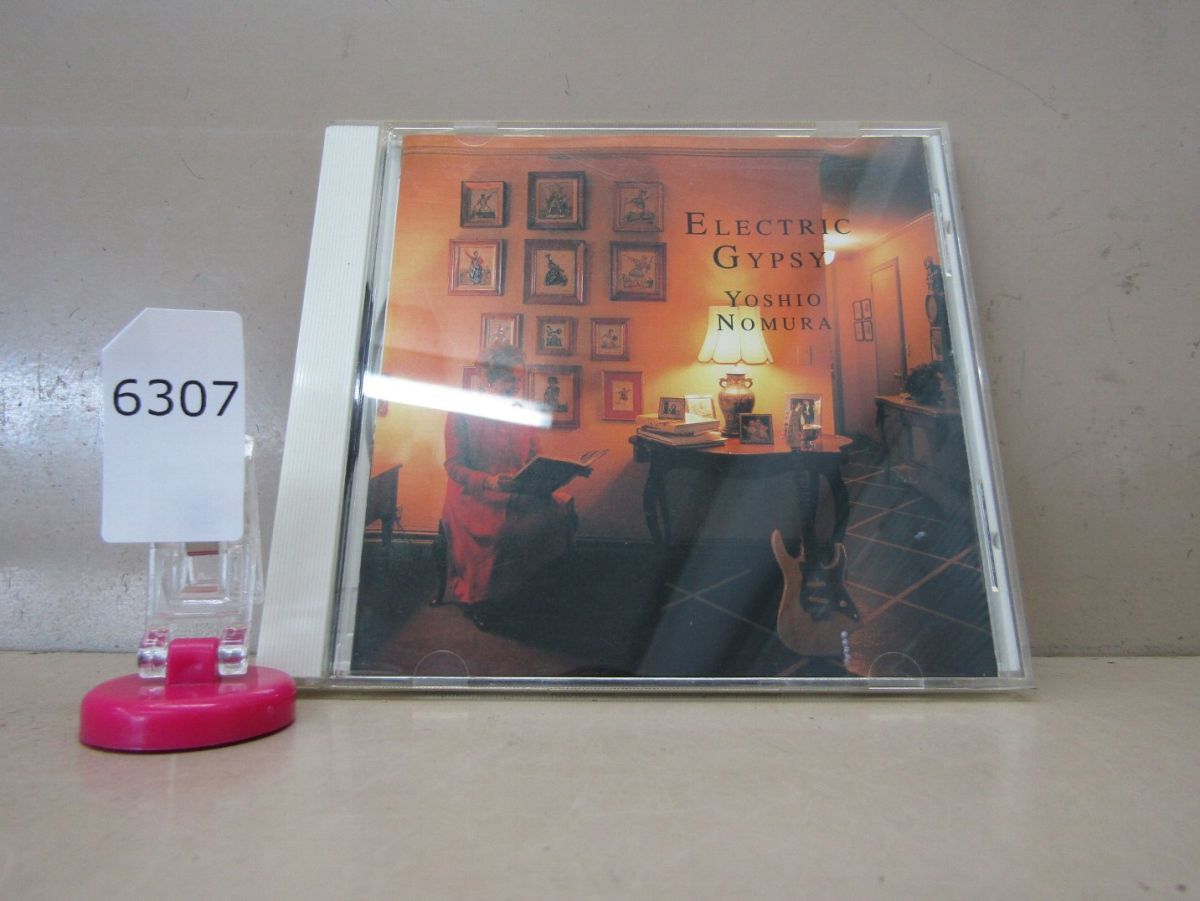 6307
ELECTRIC
GYPSY
YOSHIO
NOMURA